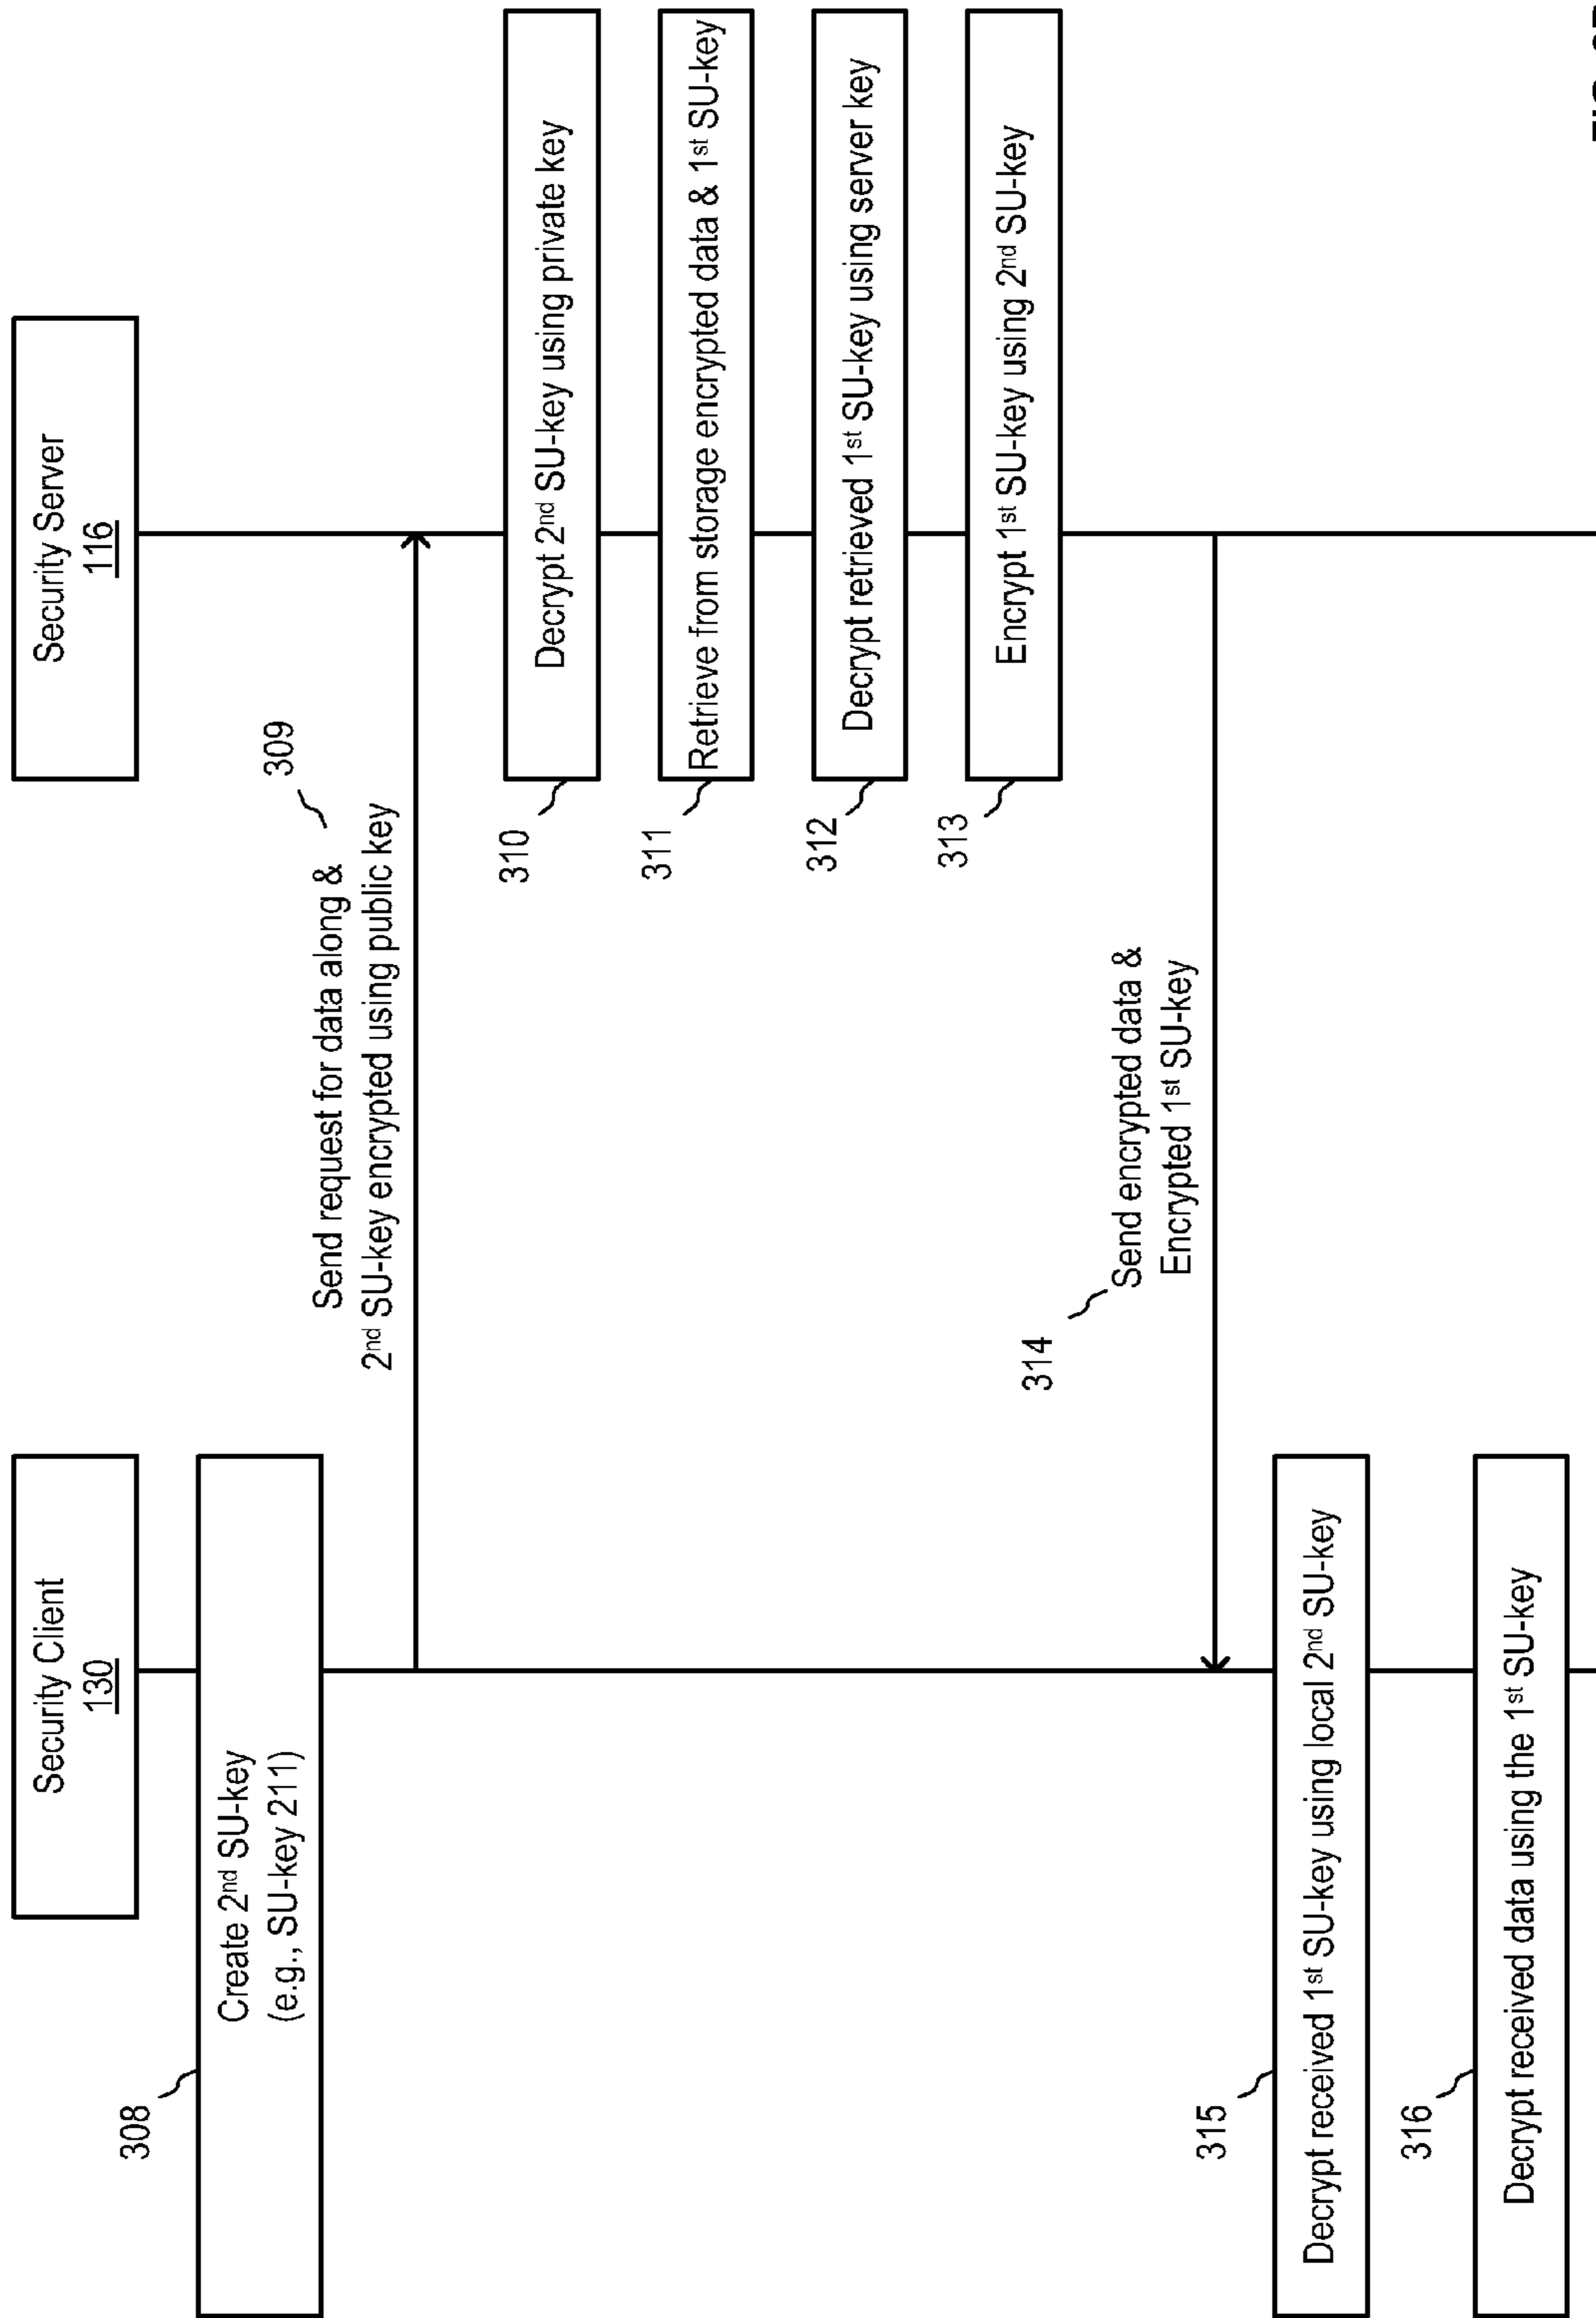 Security Client
130
Security Server
116
308
Create 2nd SU-key
(e.g., SU-key 211)
309
Send request for data along &
2nd SU-key encrypted using public key
310
Decrypt 2nd SU-key using private key
311
Retrieve from storage encrypted data & 1st SU-key
312
Decrypt retrieved 1st SU-key using server key
313
Encrypt 1st SU-key using 2nd SU-key
314
Send encrypted data &
Encrypted 1st SU-key
315
Decrypt received 1st SU-key using local 2nd SU-key
316
Decrypt received data using the 1st SU-key